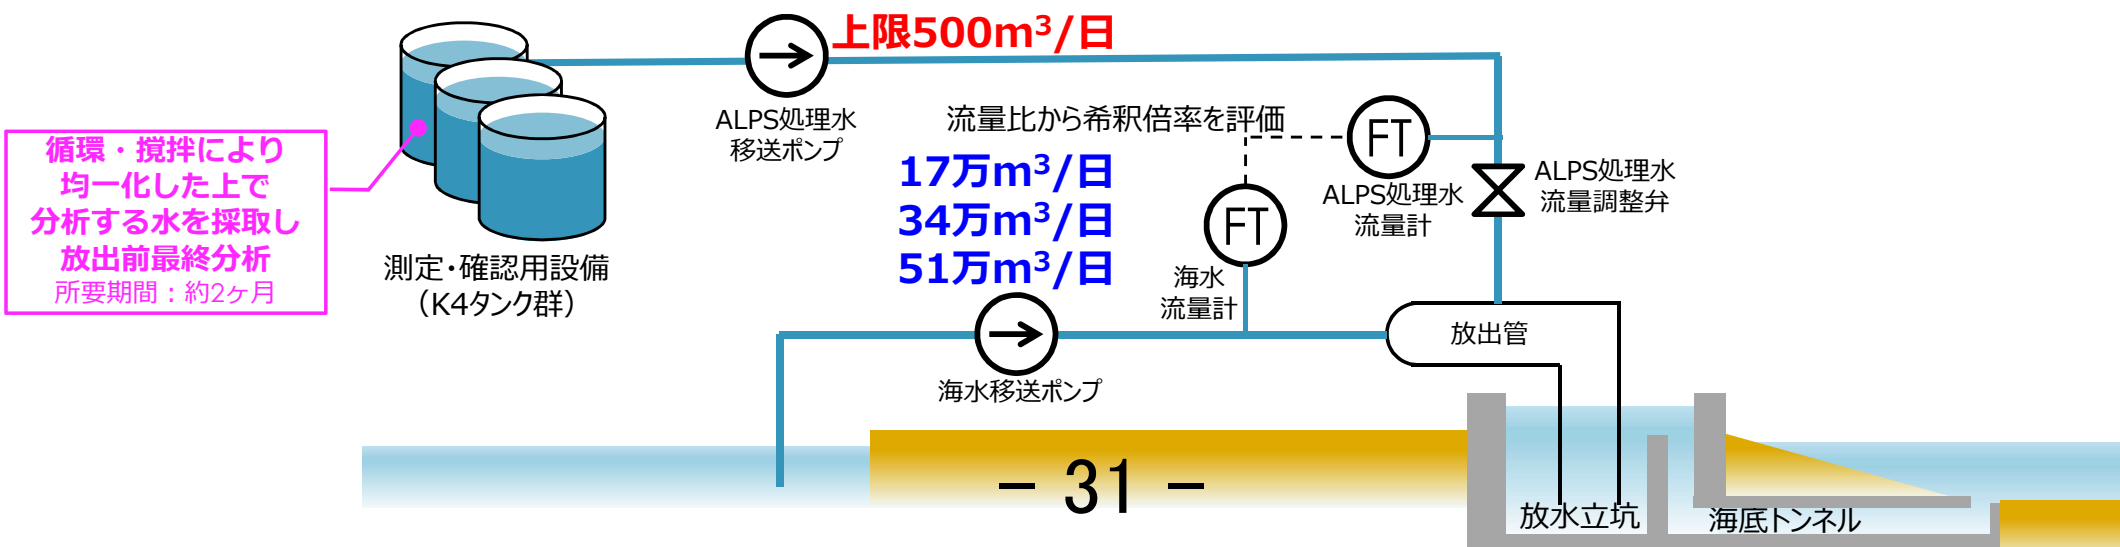 上限500m³/日
ALPS処理水
移送ポンプ
流量比から希釈倍率を評価
FT
ALPS処理水
流量計
ALPS処理水
流量調整弁
循環・撹拌により
均一化した上で
分析する水を採取し
放出前最終分析
所要期間：約2ヶ月
測定・確認用設備
（K4タンク群）
17万m³/日
34万m³/日
51万m³/日
FT
海水
流量計
海水移送ポンプ
放出管
－ 31 －
放水立坑
海底トンネル